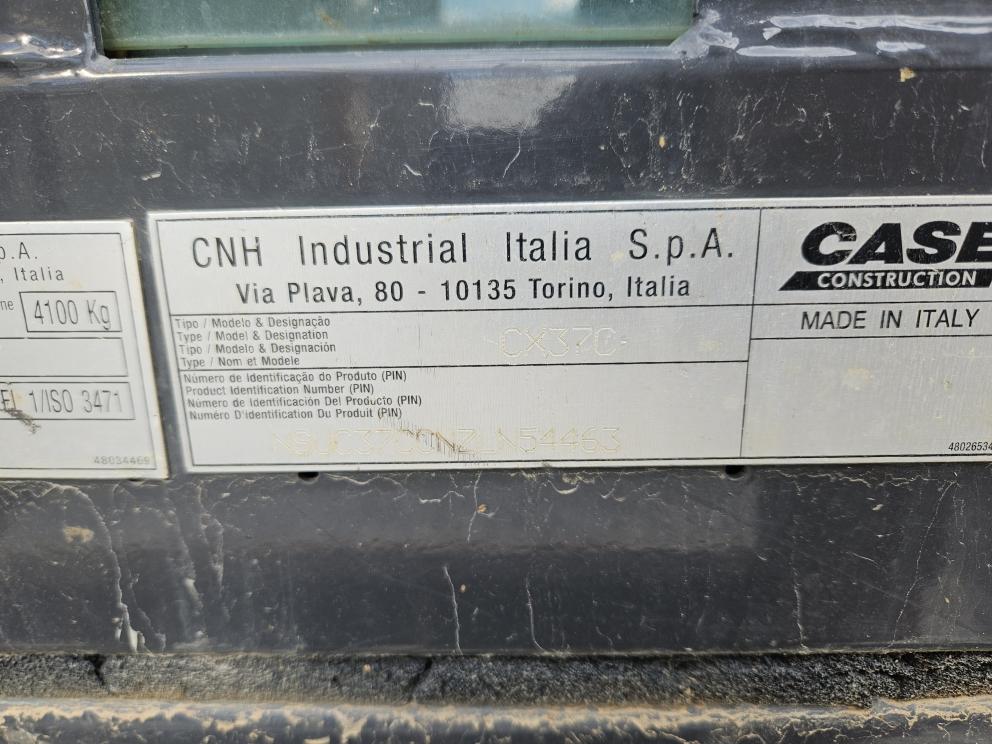 p.A.
, Italia
ne 4100 Kg
1/ISO 3471
48034469
CNH Industrial Italia S.p.A.
Via Plava, 80 - 10135 Torino, Italia
Tipo / Modelo & Designação
Type / Model & Designation
Tipo / Modelo & Designación
Type / Nom et Modele
CX37C
Número de Identificação do Produto (PIN)
Product Identification Number (PIN)
Número de Identificación Del Producto (PIN)
Numéro D'identification Du Produit (PIN)
CASE
CONSTRUCTION
MADE IN ITALY
48026534